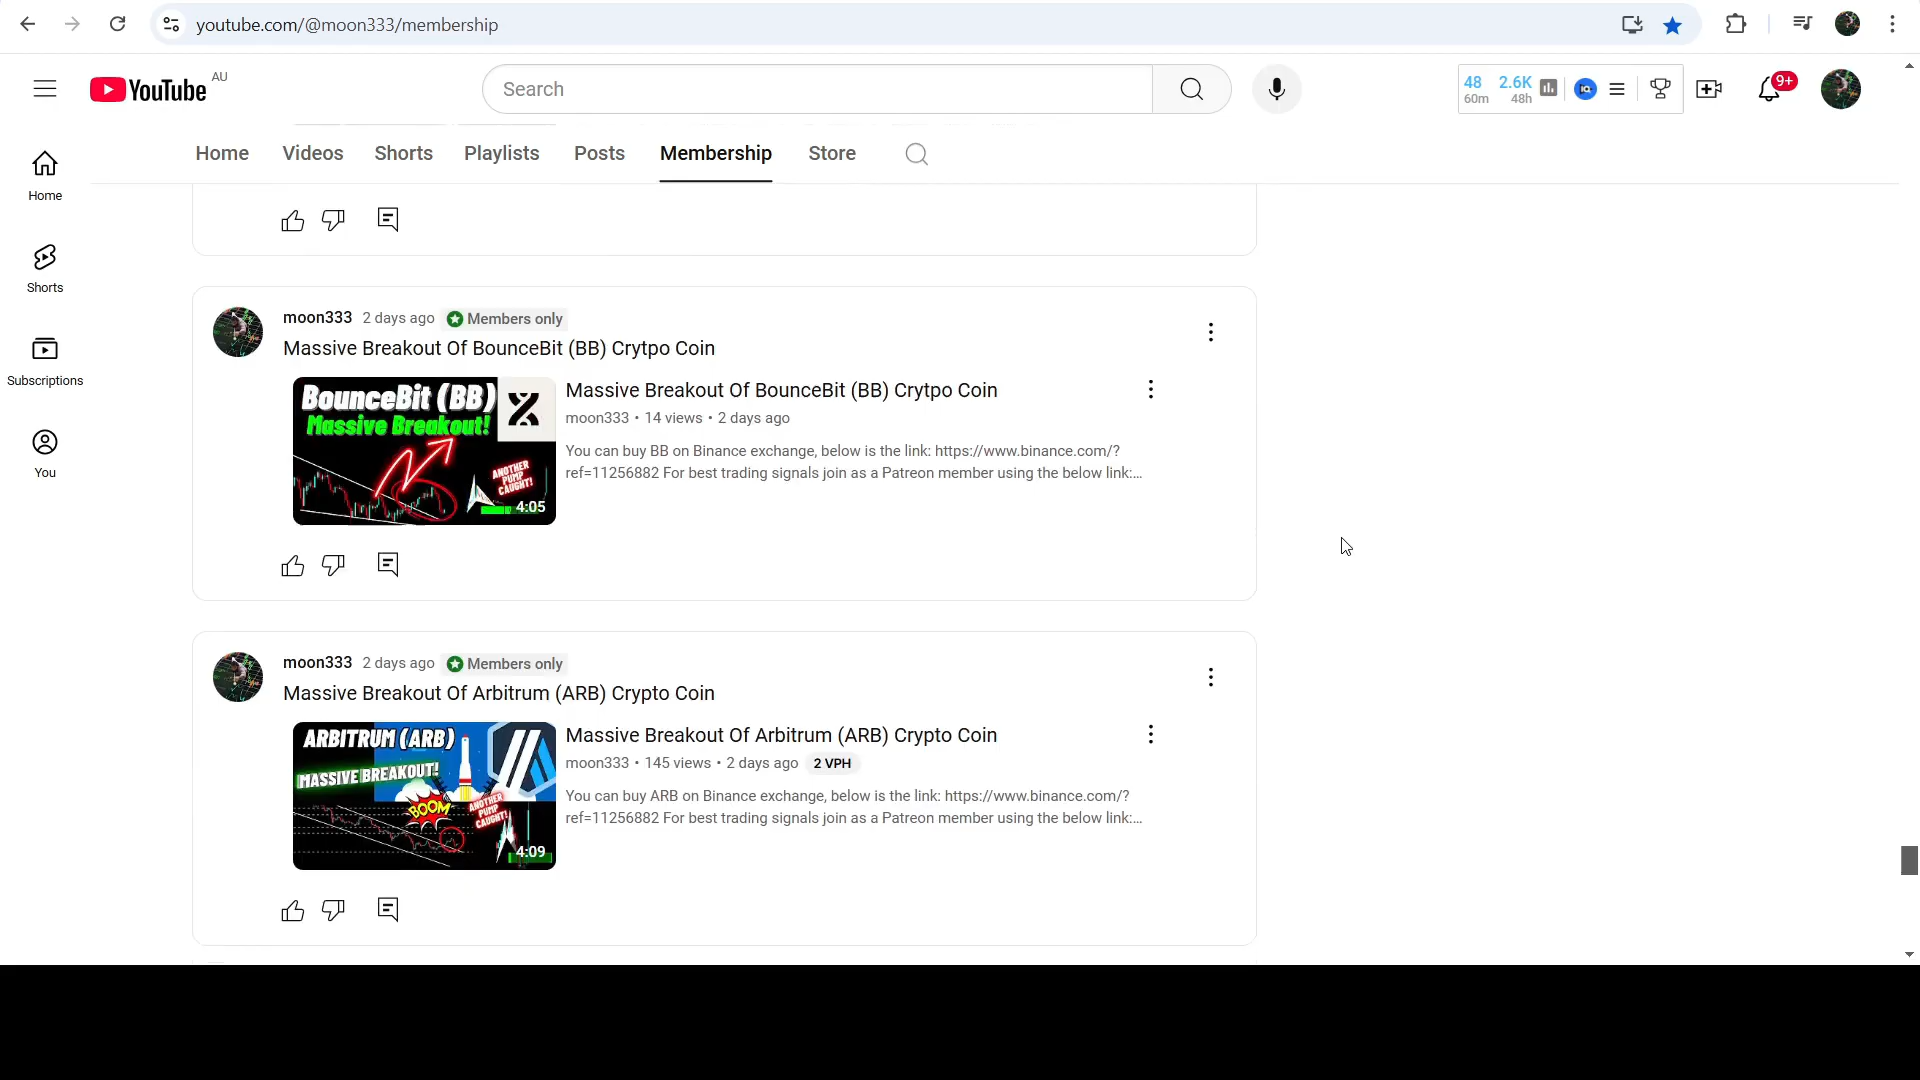 youtube.com/@moon333/membership
YouTube AU
Search
48 2.6K
60m 48h
IQ
9+
Home Videos Shorts Playlists Posts Membership Store
Home
Shorts
Subscriptions
You
moon333 2 days ago Members only
Massive Breakout Of BounceBit (BB) Crytpo Coin
BounceBit (BB)
Massive Breakout!
ANOTHER
PUMP
CAUGHT!
4:05
Massive Breakout Of BounceBit (BB) Crytpo Coin
moon333 • 14 views • 2 days ago
You can buy BB on Binance exchange, below is the link: https://www.binance.com/?
ref=11256882 For best trading signals join as a Patreon member using the below link:...
moon333 2 days ago Members only
Massive Breakout Of Arbitrum (ARB) Crypto Coin
ARBITRUM (ARB)
MASSIVE BREAKOUT!
BOOM
ANOTHER
PUMP
CAUGHT!
4:09
Massive Breakout Of Arbitrum (ARB) Crypto Coin
moon333 • 145 views • 2 days ago 2 VPH
You can buy ARB on Binance exchange, below is the link: https://www.binance.com/?
ref=11256882 For best trading signals join as a Patreon member using the below link:...